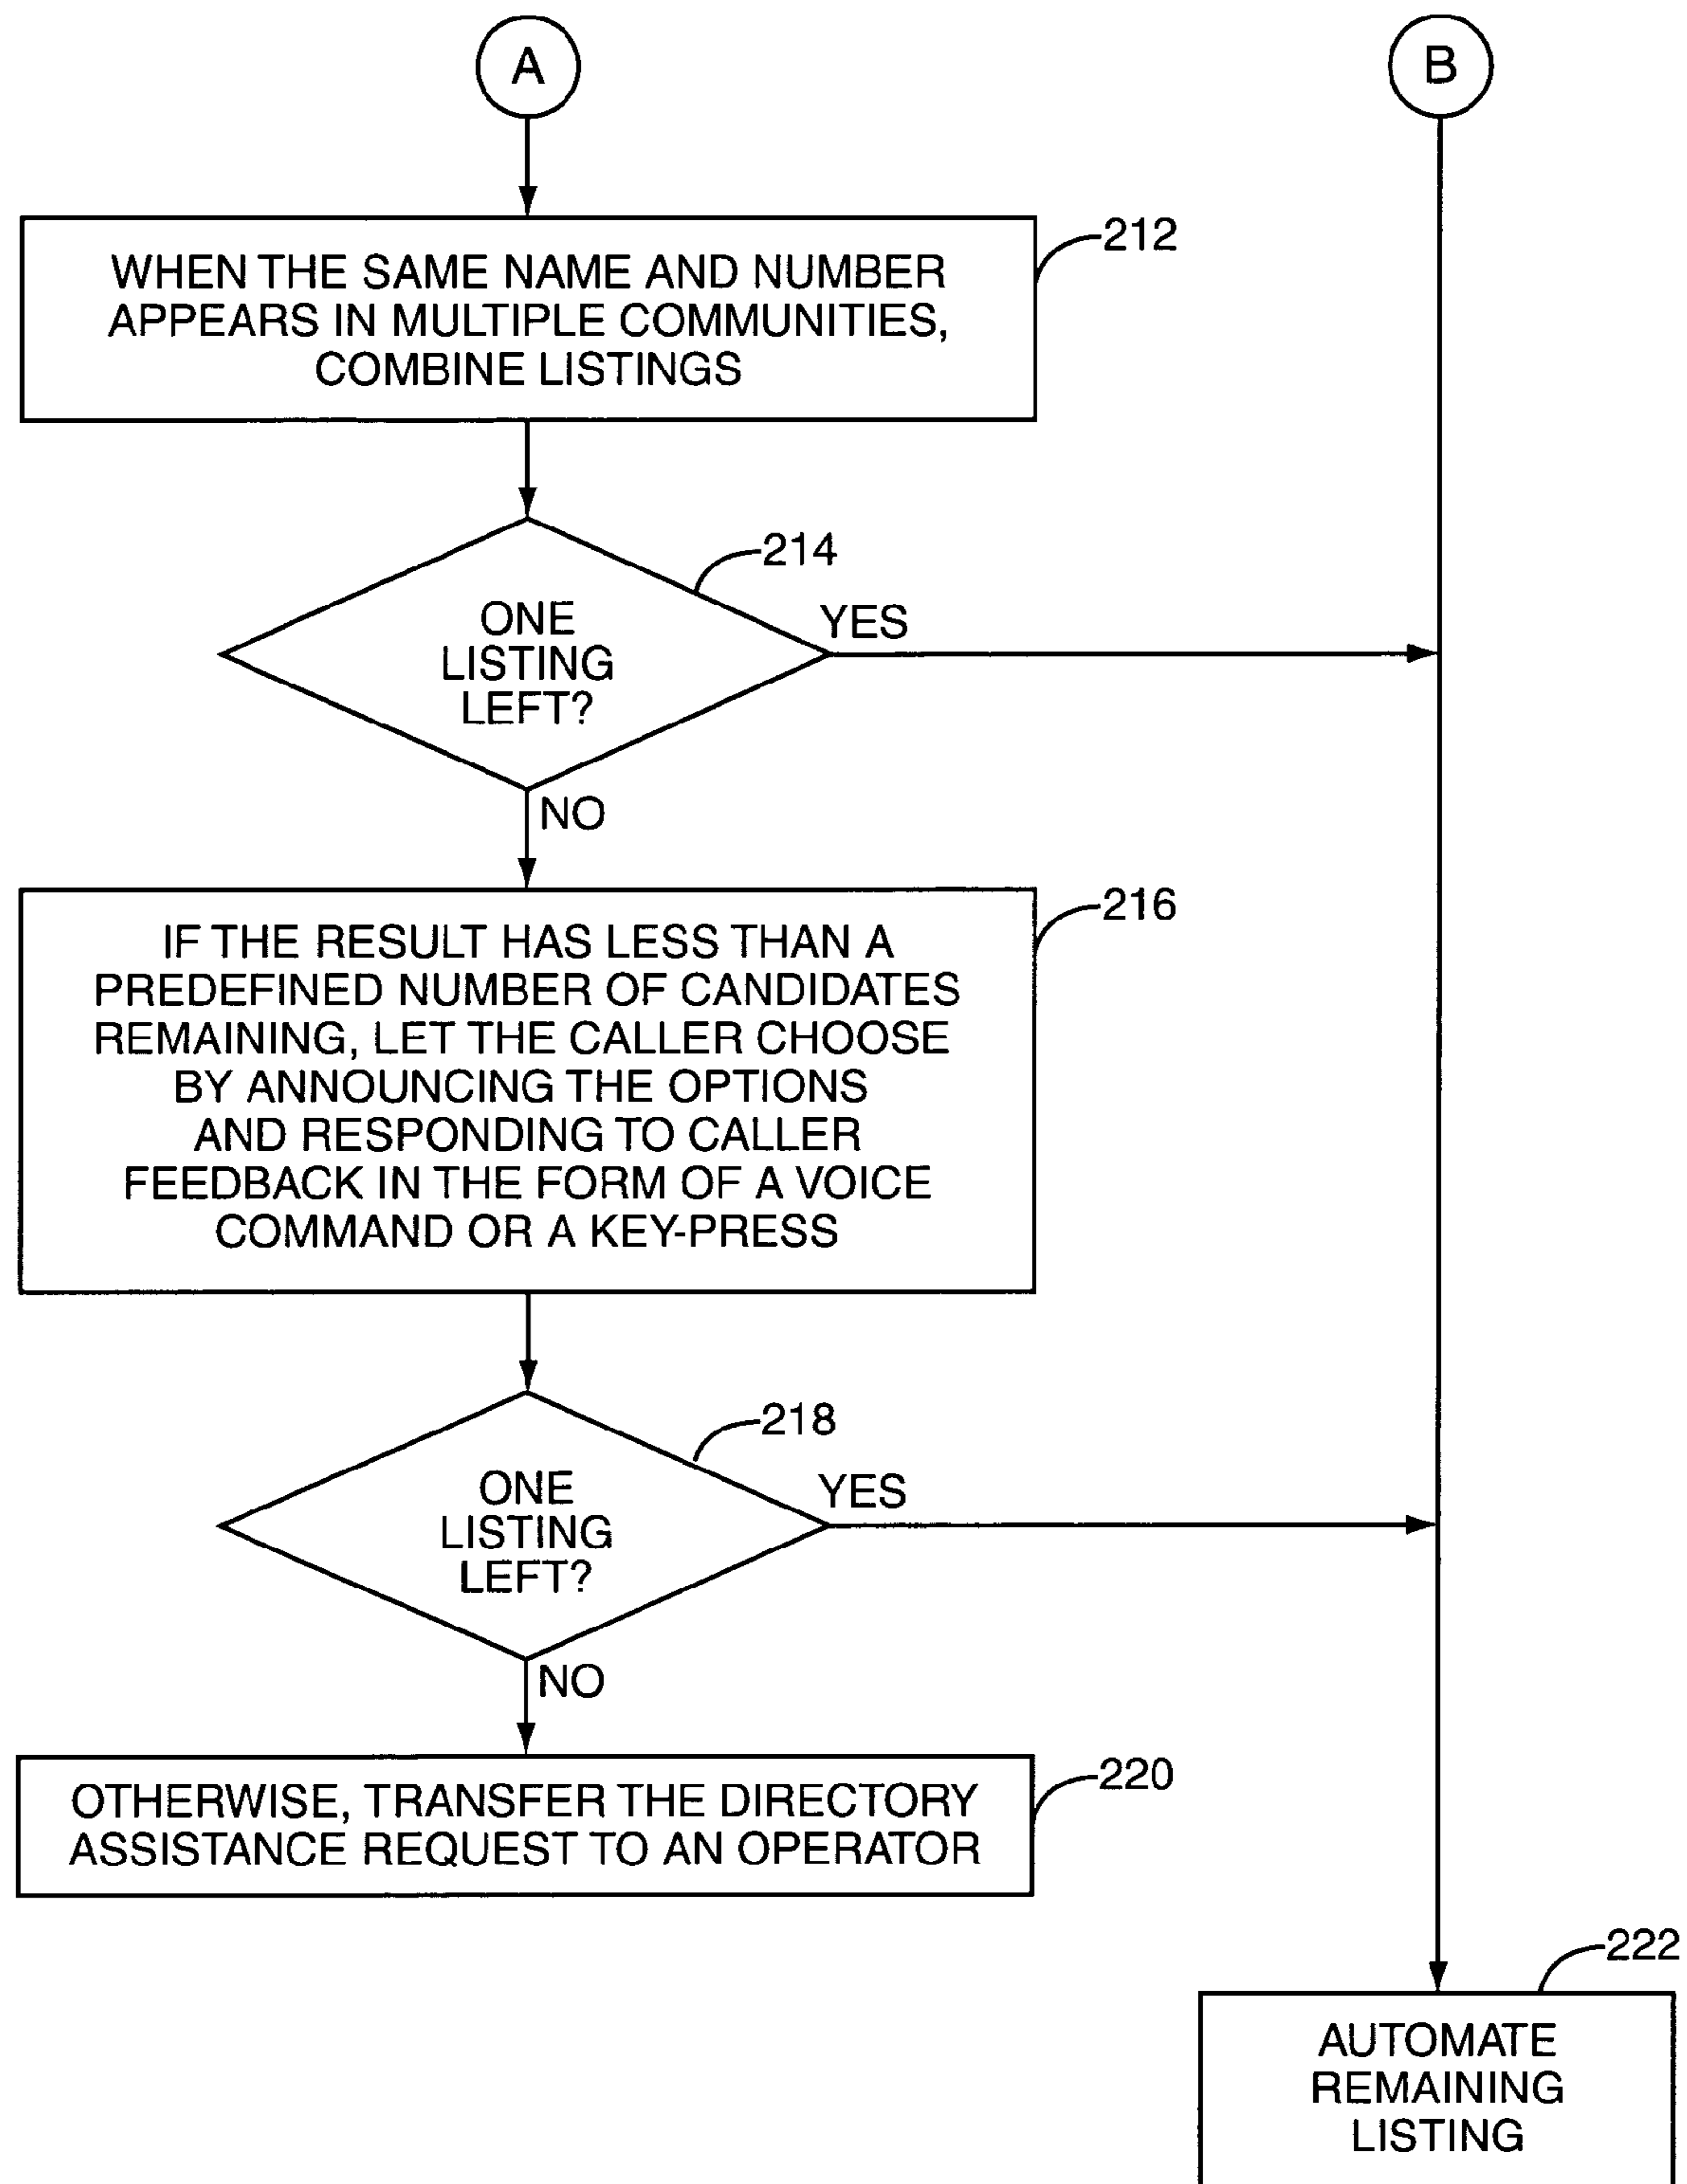 A
B
212
WHEN THE SAME NAME AND NUMBER
APPEARS IN MULTIPLE COMMUNITIES,
COMBINE LISTINGS
214
ONE
LISTING
LEFT?
YES
NO
216
IF THE RESULT HAS LESS THAN A
PREDEFINED NUMBER OF CANDIDATES
REMAINING, LET THE CALLER CHOOSE
BY ANNOUNCING THE OPTIONS
AND RESPONDING TO CALLER
FEEDBACK IN THE FORM OF A VOICE
COMMAND OR A KEY-PRESS
218
ONE
LISTING
LEFT?
YES
NO
220
OTHERWISE, TRANSFER THE DIRECTORY
ASSISTANCE REQUEST TO AN OPERATOR
222
AUTOMATE
REMAINING
LISTING